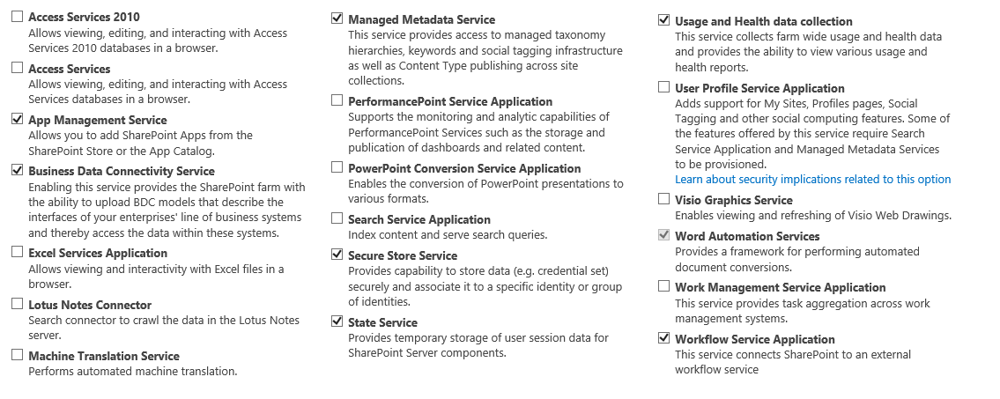 Access Services 2010
Allows viewing, editing, and interacting with Access
Services 2010 databases in a browser.
Access Services
Allows viewing, editing, and interacting with Access
Services databases in a browser.
App Management Service
Allows you to add SharePoint Apps from the
SharePoint Store or the App Catalog.
Business Data Connectivity Service
Enabling this service provides the SharePoint farm with
the ability to upload BDC models that describe the
interfaces of your enterprises' line of business systems
and thereby access the data within these systems.
Excel Services Application
Allows viewing and interactivity with Excel files in a
browser.
Lotus Notes Connector
Search connector to crawl the data in the Lotus Notes
server.
Machine Translation Service
Performs automated machine translation.
Managed Metadata Service
This service provides access to managed taxonomy
hierarchies, keywords and social tagging infrastructure
as well as Content Type publishing across site
collections.
PerformancePoint Service Application
Supports the monitoring and analytic capabilities of
PerformancePoint Services such as the storage and
publication of dashboards and related content.
PowerPoint Conversion Service Application
Enables the conversion of PowerPoint presentations to
various formats.
Search Service Application
Index content and serve search queries.
Secure Store Service
Provides capability to store data (e.g. credential set)
securely and associate it to a specific identity or group
of identities.
State Service
Provides temporary storage of user session data for
SharePoint Server components.
Usage and Health data collection
This service collects farm wide usage and health data
and provides the ability to view various usage and
health reports.
User Profile Service Application
Adds support for My Sites, Profiles pages, Social
Tagging and other social computing features. Some of
the features offered by this service require Search
Service Application and Managed Metadata Services
to be provisioned.
Learn about security implications related to this option
Visio Graphics Service
Enables viewing and refreshing of Visio Web Drawings.
Word Automation Services
Provides a framework for performing automated
document conversions.
Work Management Service Application
This service provides task aggregation across work
management systems.
Workflow Service Application
This service connects SharePoint to an external
workflow service